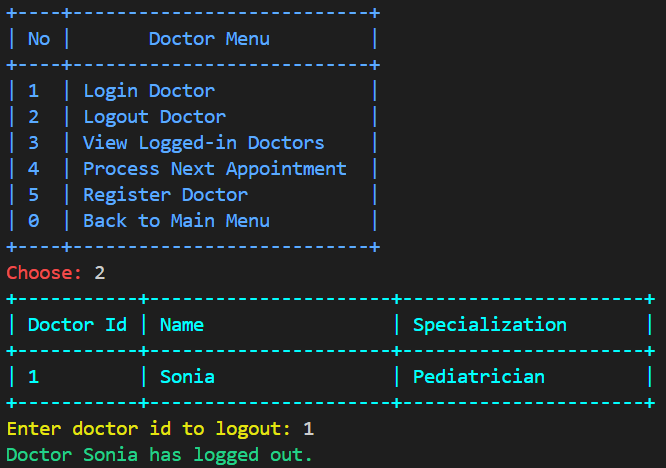 +----+---------------------------+
| No |       Doctor Menu         |
+----+---------------------------+
| 1  | Login Doctor              |
| 2  | Logout Doctor             |
| 3  | View Logged-in Doctors    |
| 4  | Process Next Appointment  |
| 5  | Register Doctor           |
| 0  | Back to Main Menu         |
+----+---------------------------+
Choose: 2
+-----------+----------------------+----------------------+
| Doctor Id | Name                 | Specialization       |
+-----------+----------------------+----------------------+
| 1         | Sonia                | Pediatrician         |
+-----------+----------------------+----------------------+
Enter doctor id to logout: 1
Doctor Sonia has logged out.